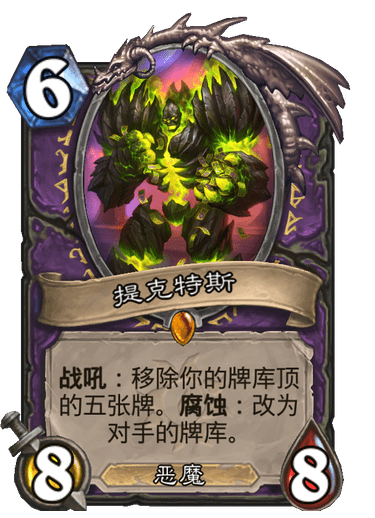 6
提克特斯
战吼：移除你的牌库顶
的五张牌。腐蚀：改为
对手的牌库。
8
恶魔
8